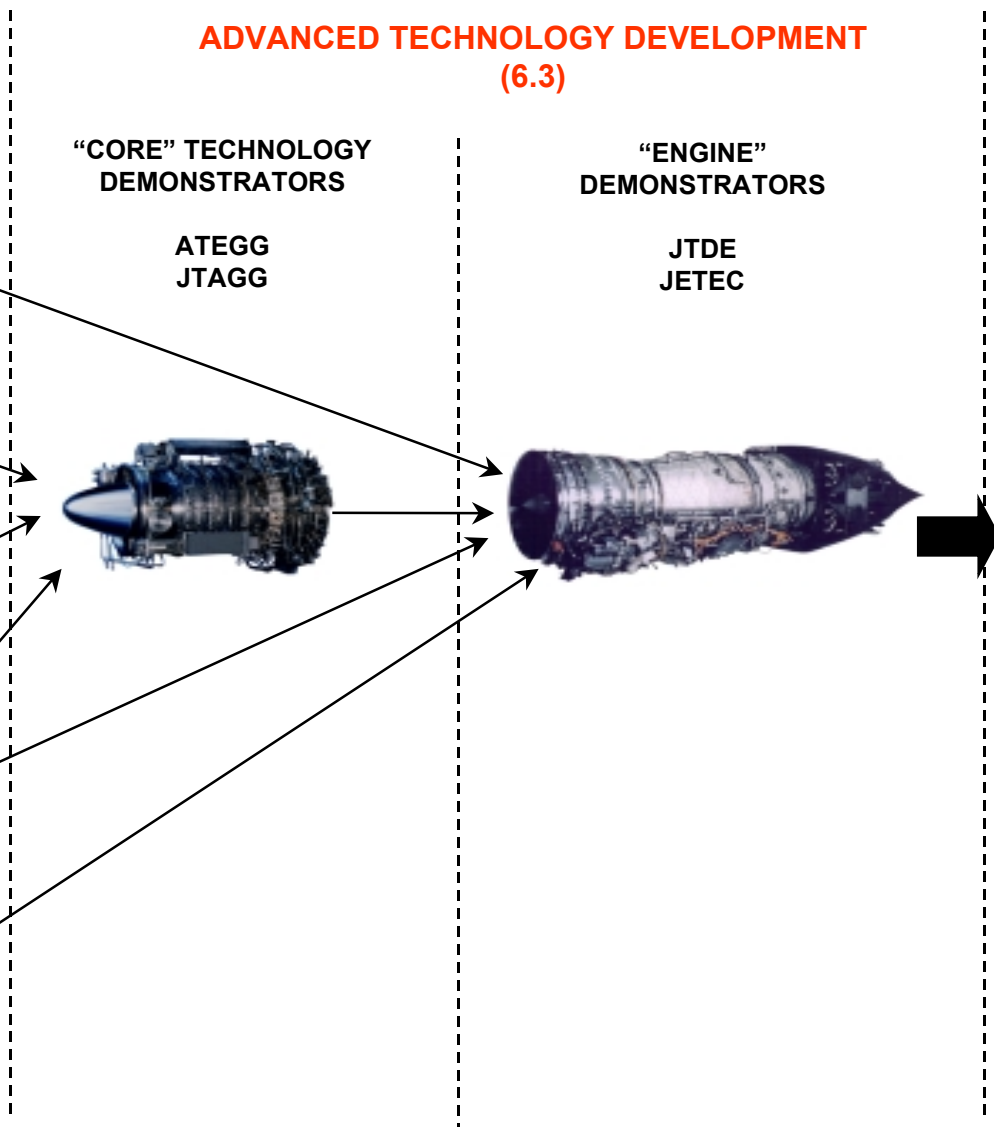 ADVANCED TECHNOLOGY DEVELOPMENT
(6.3)
“CORE” TECHNOLOGY
DEMONSTRATORS
ATEGG
JTAGG
“ENGINE”
DEMONSTRATORS
JTDE
JETEC